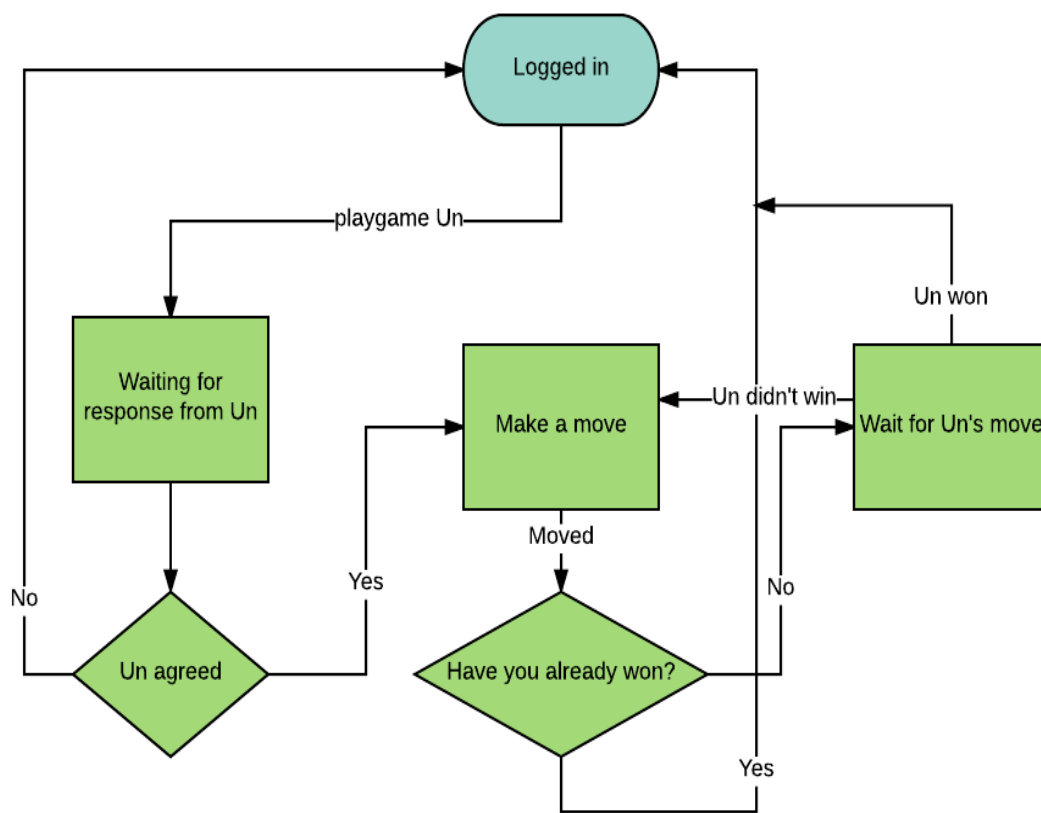 Logged in
playgame Un
Un won
Waiting for
response from Un
Un didn't win
Make a move
Wait for Un's move
Moved
Yes
No
No
Un agreed
Have you already won?
Yes